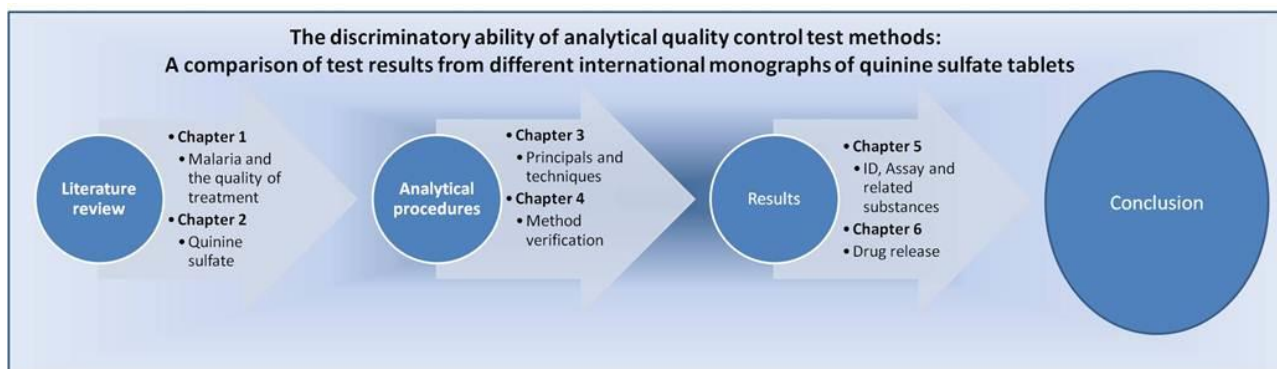 The discriminatory ability of analytical quality control test methods:
A comparison of test results from different international monographs of quinine sulfate tablets
Literature
review
• Chapter 1
• Malaria and
the quality of
treatment
• Chapter 2
• Quinine
sulfate
Analytical
procedures
• Chapter 3
• Principals and
techniques
• Chapter 4
• Method
verification
Results
• Chapter 5
• ID, Assay and
related
substances
• Chapter 6
• Drug release
Conclusion